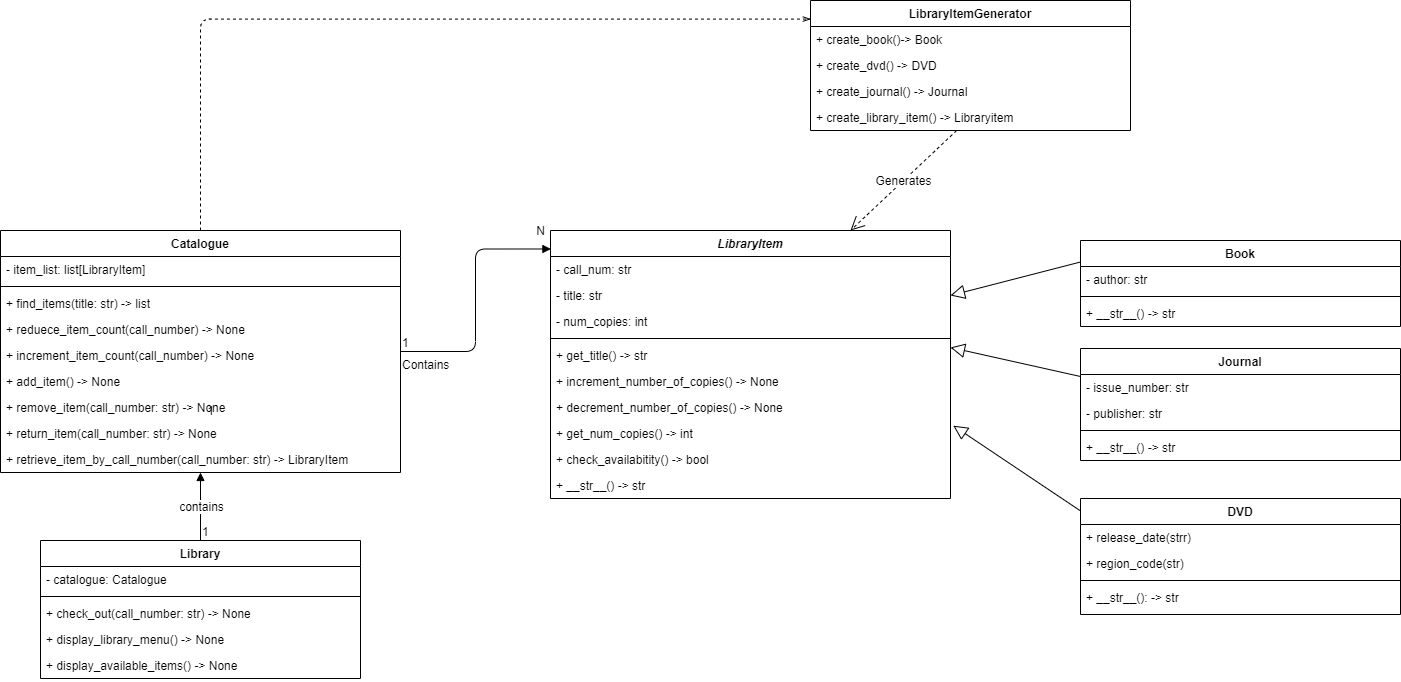 LibraryItemGenerator
+ create_book()-> Book
+ create_dvd() -> DVD
+ create_journal() -> Journal
+ create_library_item() -> Libraryitem
Generates
Catalogue
- item_list: list[LibraryItem]
+ find_items(title: str) -> list
+ reduece_item_count(call_number) -> None
+ increment_item_count(call_number) -> None
+ add_item() -> None
+ remove_item(call_number: str) -> None
+ return_item(call_number: str) -> None
+ retrieve_item_by_call_number(call_number: str) -> LibraryItem
1
Contains
N
LibraryItem
- call_num: str
- title: str
- num_copies: int
+ get_title() -> str
+ increment_number_of_copies() -> None
+ decrement_number_of_copies() -> None
+ get_num_copies() -> int
+ check_availabitity() -> bool
+ __str__() -> str
Book
- author: str
+ __str__() -> str
Journal
- issue_number: str
- publisher: str
+ __str__() -> str
DVD
+ release_date(strr)
+ region_code(str)
+ __str__(): -> str
contains
1
Library
- catalogue: Catalogue
+ check_out(call_number: str) -> None
+ display_library_menu() -> None
+ display_available_items() -> None